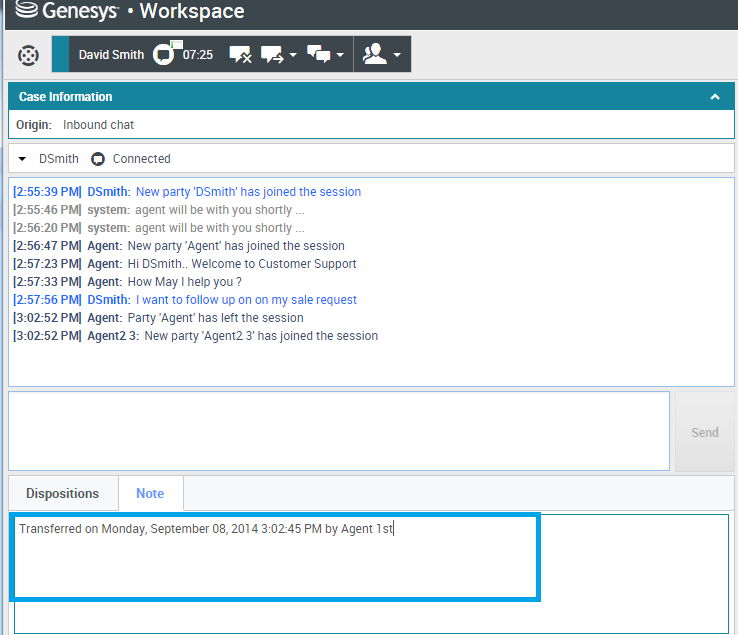 Genesys • Workspace
David Smith 07:25
Case Information
Origin: Inbound chat
DSmith Connected
[2:55:39 PM] DSmith: New party 'DSmith' has joined the session
[2:55:46 PM] system: agent will be with you shortly ...
[2:56:20 PM] system: agent will be with you shortly ...
[2:56:47 PM] Agent: New party 'Agent' has joined the session
[2:57:23 PM] Agent: Hi DSmith.. Welcome to Customer Support
[2:57:33 PM] Agent: How May I help you ?
[2:57:56 PM] DSmith: I want to follow up on on my sale request
[3:02:52 PM] Agent: Party 'Agent' has left the session
[3:02:52 PM] Agent2 3: New party 'Agent2 3' has joined the session
Send
Dispositions Note
Transferred on Monday, September 08, 2014 3:02:45 PM by Agent 1st